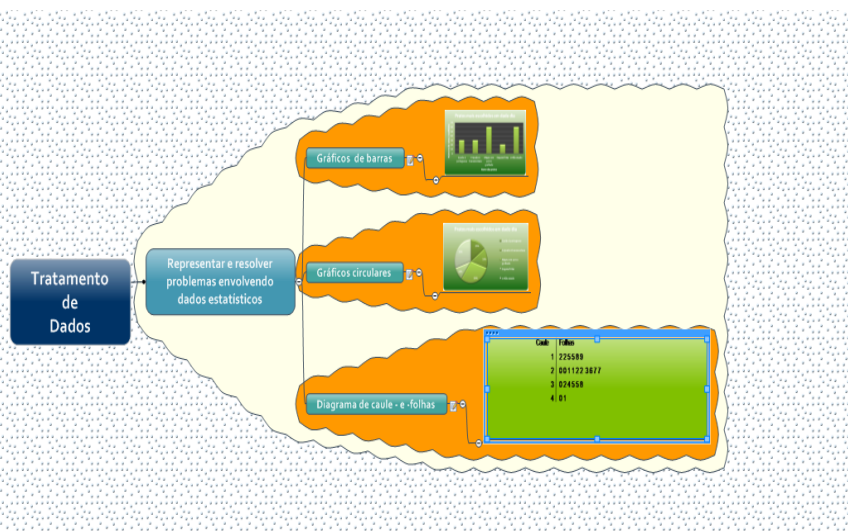 Tratamento
de
Dados
Representar e resolver
problemas envolvendo
dados estatísticos
Gráficos de barras
Gráficos circulares
Diagrama de caule - e -folhas
Caule Folhas
1 225589
2 001122 3677
3 024558
4 01